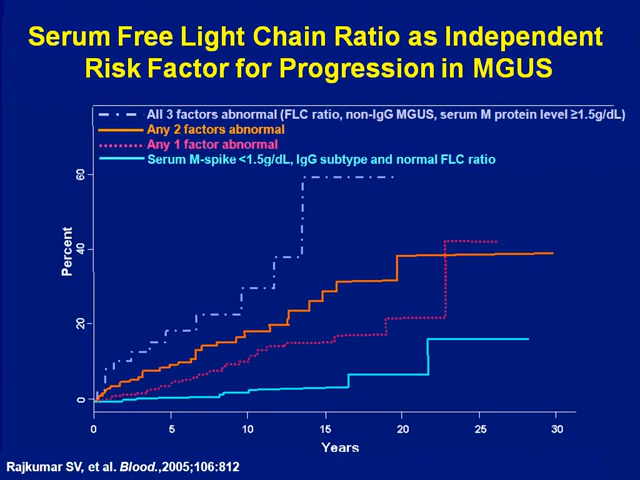 Serum Free Light Chain Ratio as Independent
Risk Factor for Progression in MGUS
All 3 factors abnormal (FLC ratio, non-IgG MGUS, serum M protein level ≥1.5g/dL)
Any 2 factors abnormal
Any 1 factor abnormal
Serum M-spike <1.5g/dL, IgG subtype and normal FLC ratio
60
40
20
0
Percent
0 5 10 15 20 25 30
Years
Rajkumar SV, et al. Blood.,2005;106:812